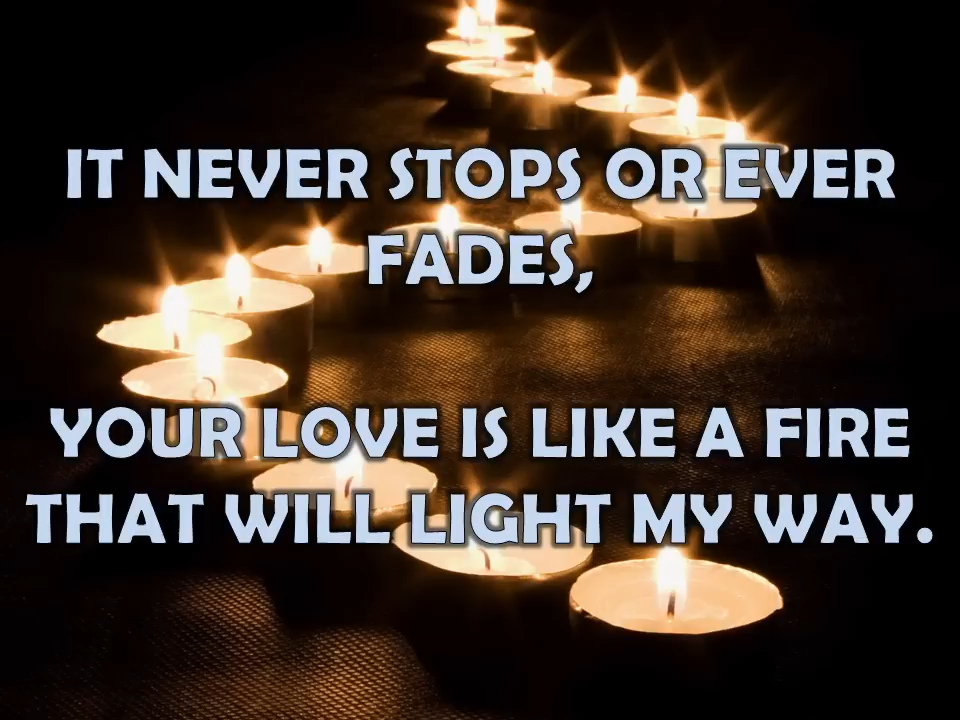 IT NEVER STOPS OR EVER
FADES,
YOUR LOVE IS LIKE A FIRE
THAT WILL LIGHT MY WAY.